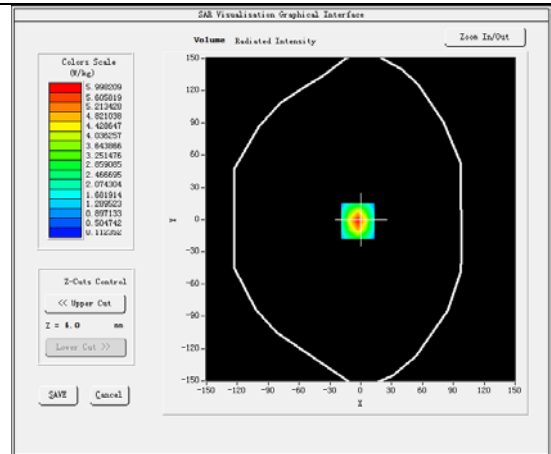 SAR Visualisation Graphical Interface
Volume Radiated Intensity
Zoom In/Out
Colors Scale
(W/kg)
5.998209
5.605819
5.213428
4.821038
4.428647
4.036257
3.643866
3.251476
2.859085
2.466695
2.074304
1.681914
1.289523
0.897133
0.504742
0.112352
Z-Cuts Control
<< Upper Cut
Z = 4.0 mm
Lower Cut >>
SAVE Cancel
150
120
90
60
30
0
-30
-60
-90
-120
-150
Y
-150 -120 -90 -60 -30 0 30 60 90 120 150
X